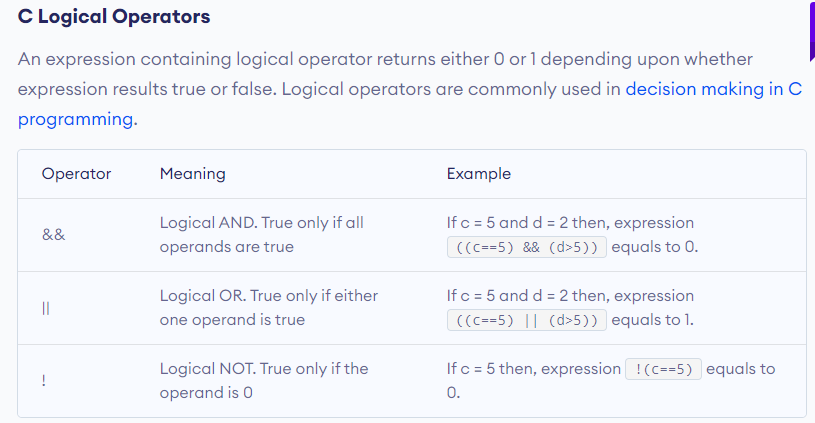 C Logical Operators
An expression containing logical operator returns either 0 or 1 depending upon whether
expression results true or false. Logical operators are commonly used in decision making in C
programming.
Operator Meaning Example
&& Logical AND. True only if all operands are true If c = 5 and d = 2 then, expression ((c==5) && (d>5)) equals to 0.
|| Logical OR. True only if either one operand is true If c = 5 and d = 2 then, expression ((c==5) || (d>5)) equals to 1.
! Logical NOT. True only if the operand is 0 If c = 5 then, expression !(c==5) equals to 0.